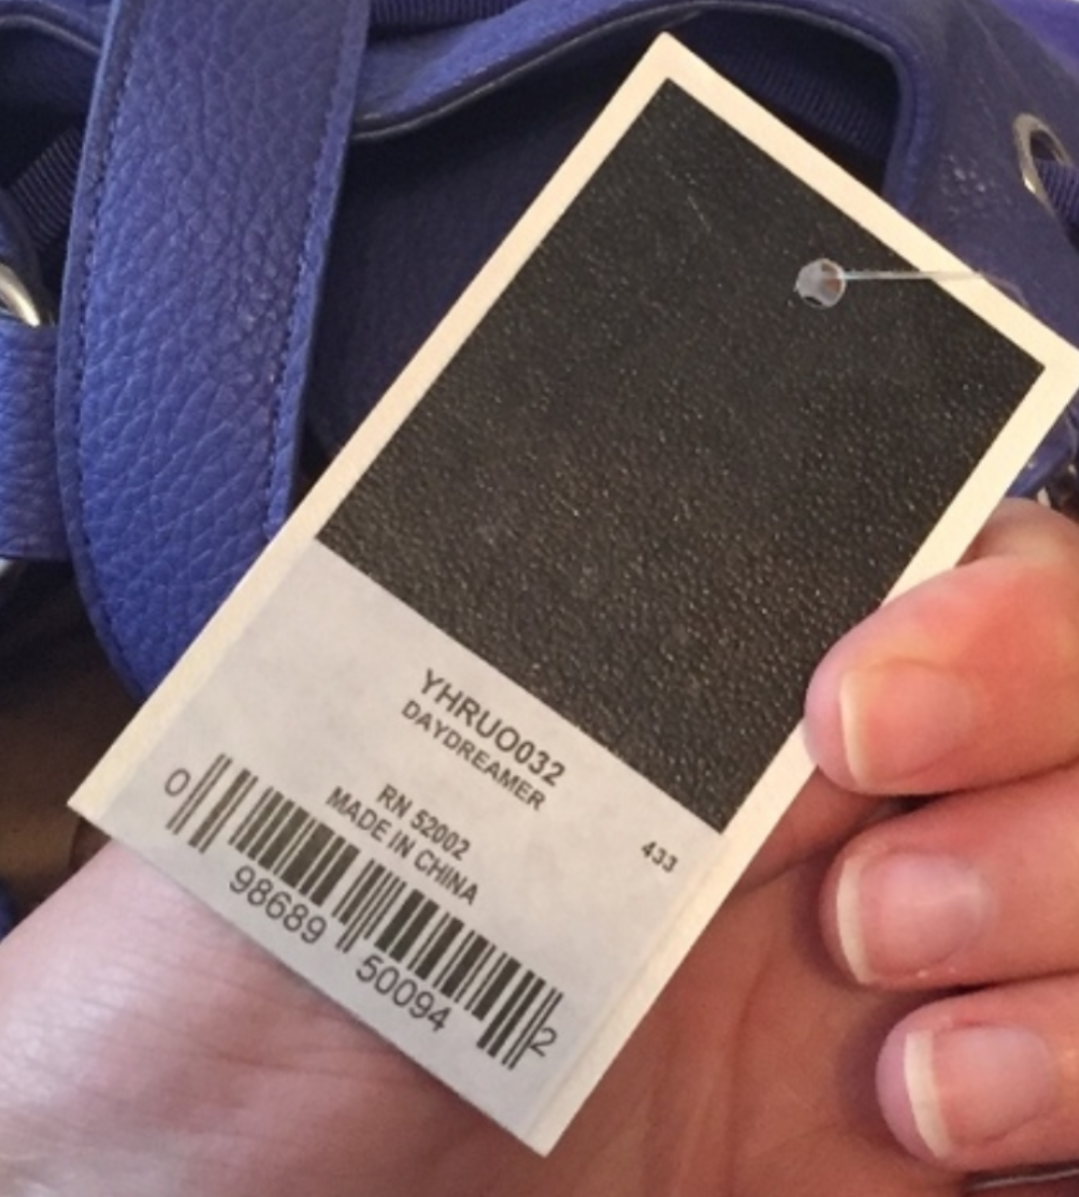 YHRUO032
DAYDREAMER
433
RN 52002
MADE IN CHINA
0 98689 50094 2